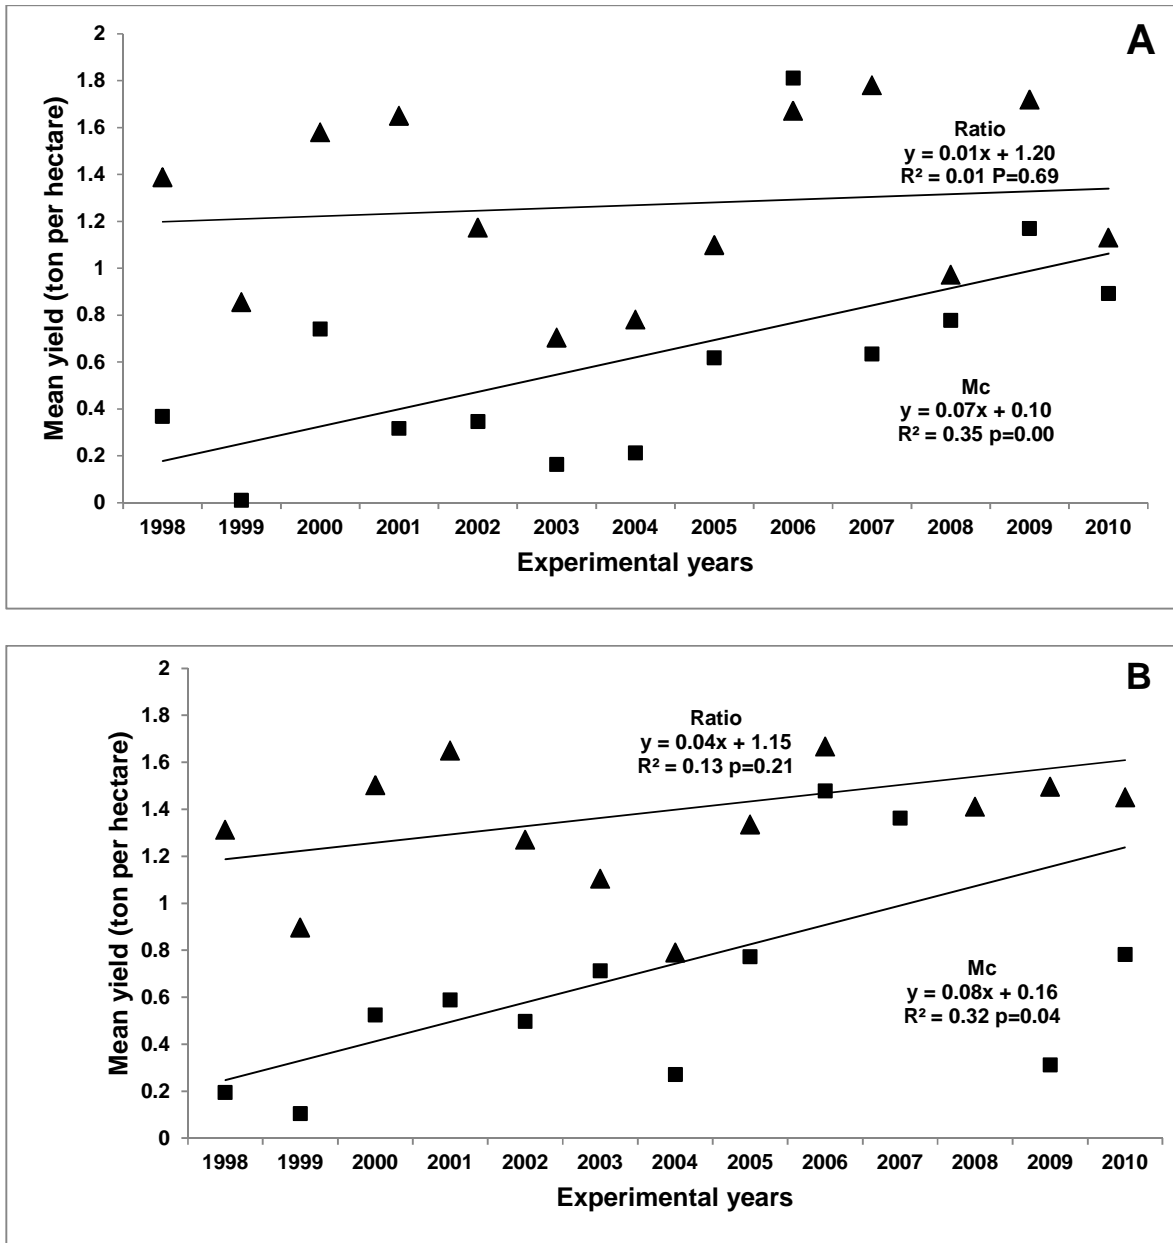 A
2
1.8
1.6
1.4
1.2
1
0.8
0.6
0.4
0.2
0
Mean yield (ton per hectare)
Ratio
y = 0.01x + 1.20
R² = 0.01 P=0.69
Mc
y = 0.07x + 0.10
R² = 0.35 p=0.00
1998 1999 2000 2001 2002 2003 2004 2005 2006 2007 2008 2009 2010
Experimental years
B
2
1.8
1.6
1.4
1.2
1
0.8
0.6
0.4
0.2
0
Mean yield (ton per hectare)
Ratio
y = 0.04x + 1.15
R² = 0.13 p=0.21
Mc
y = 0.08x + 0.16
R² = 0.32 p=0.04
1998 1999 2000 2001 2002 2003 2004 2005 2006 2007 2008 2009 2010
Experimental years